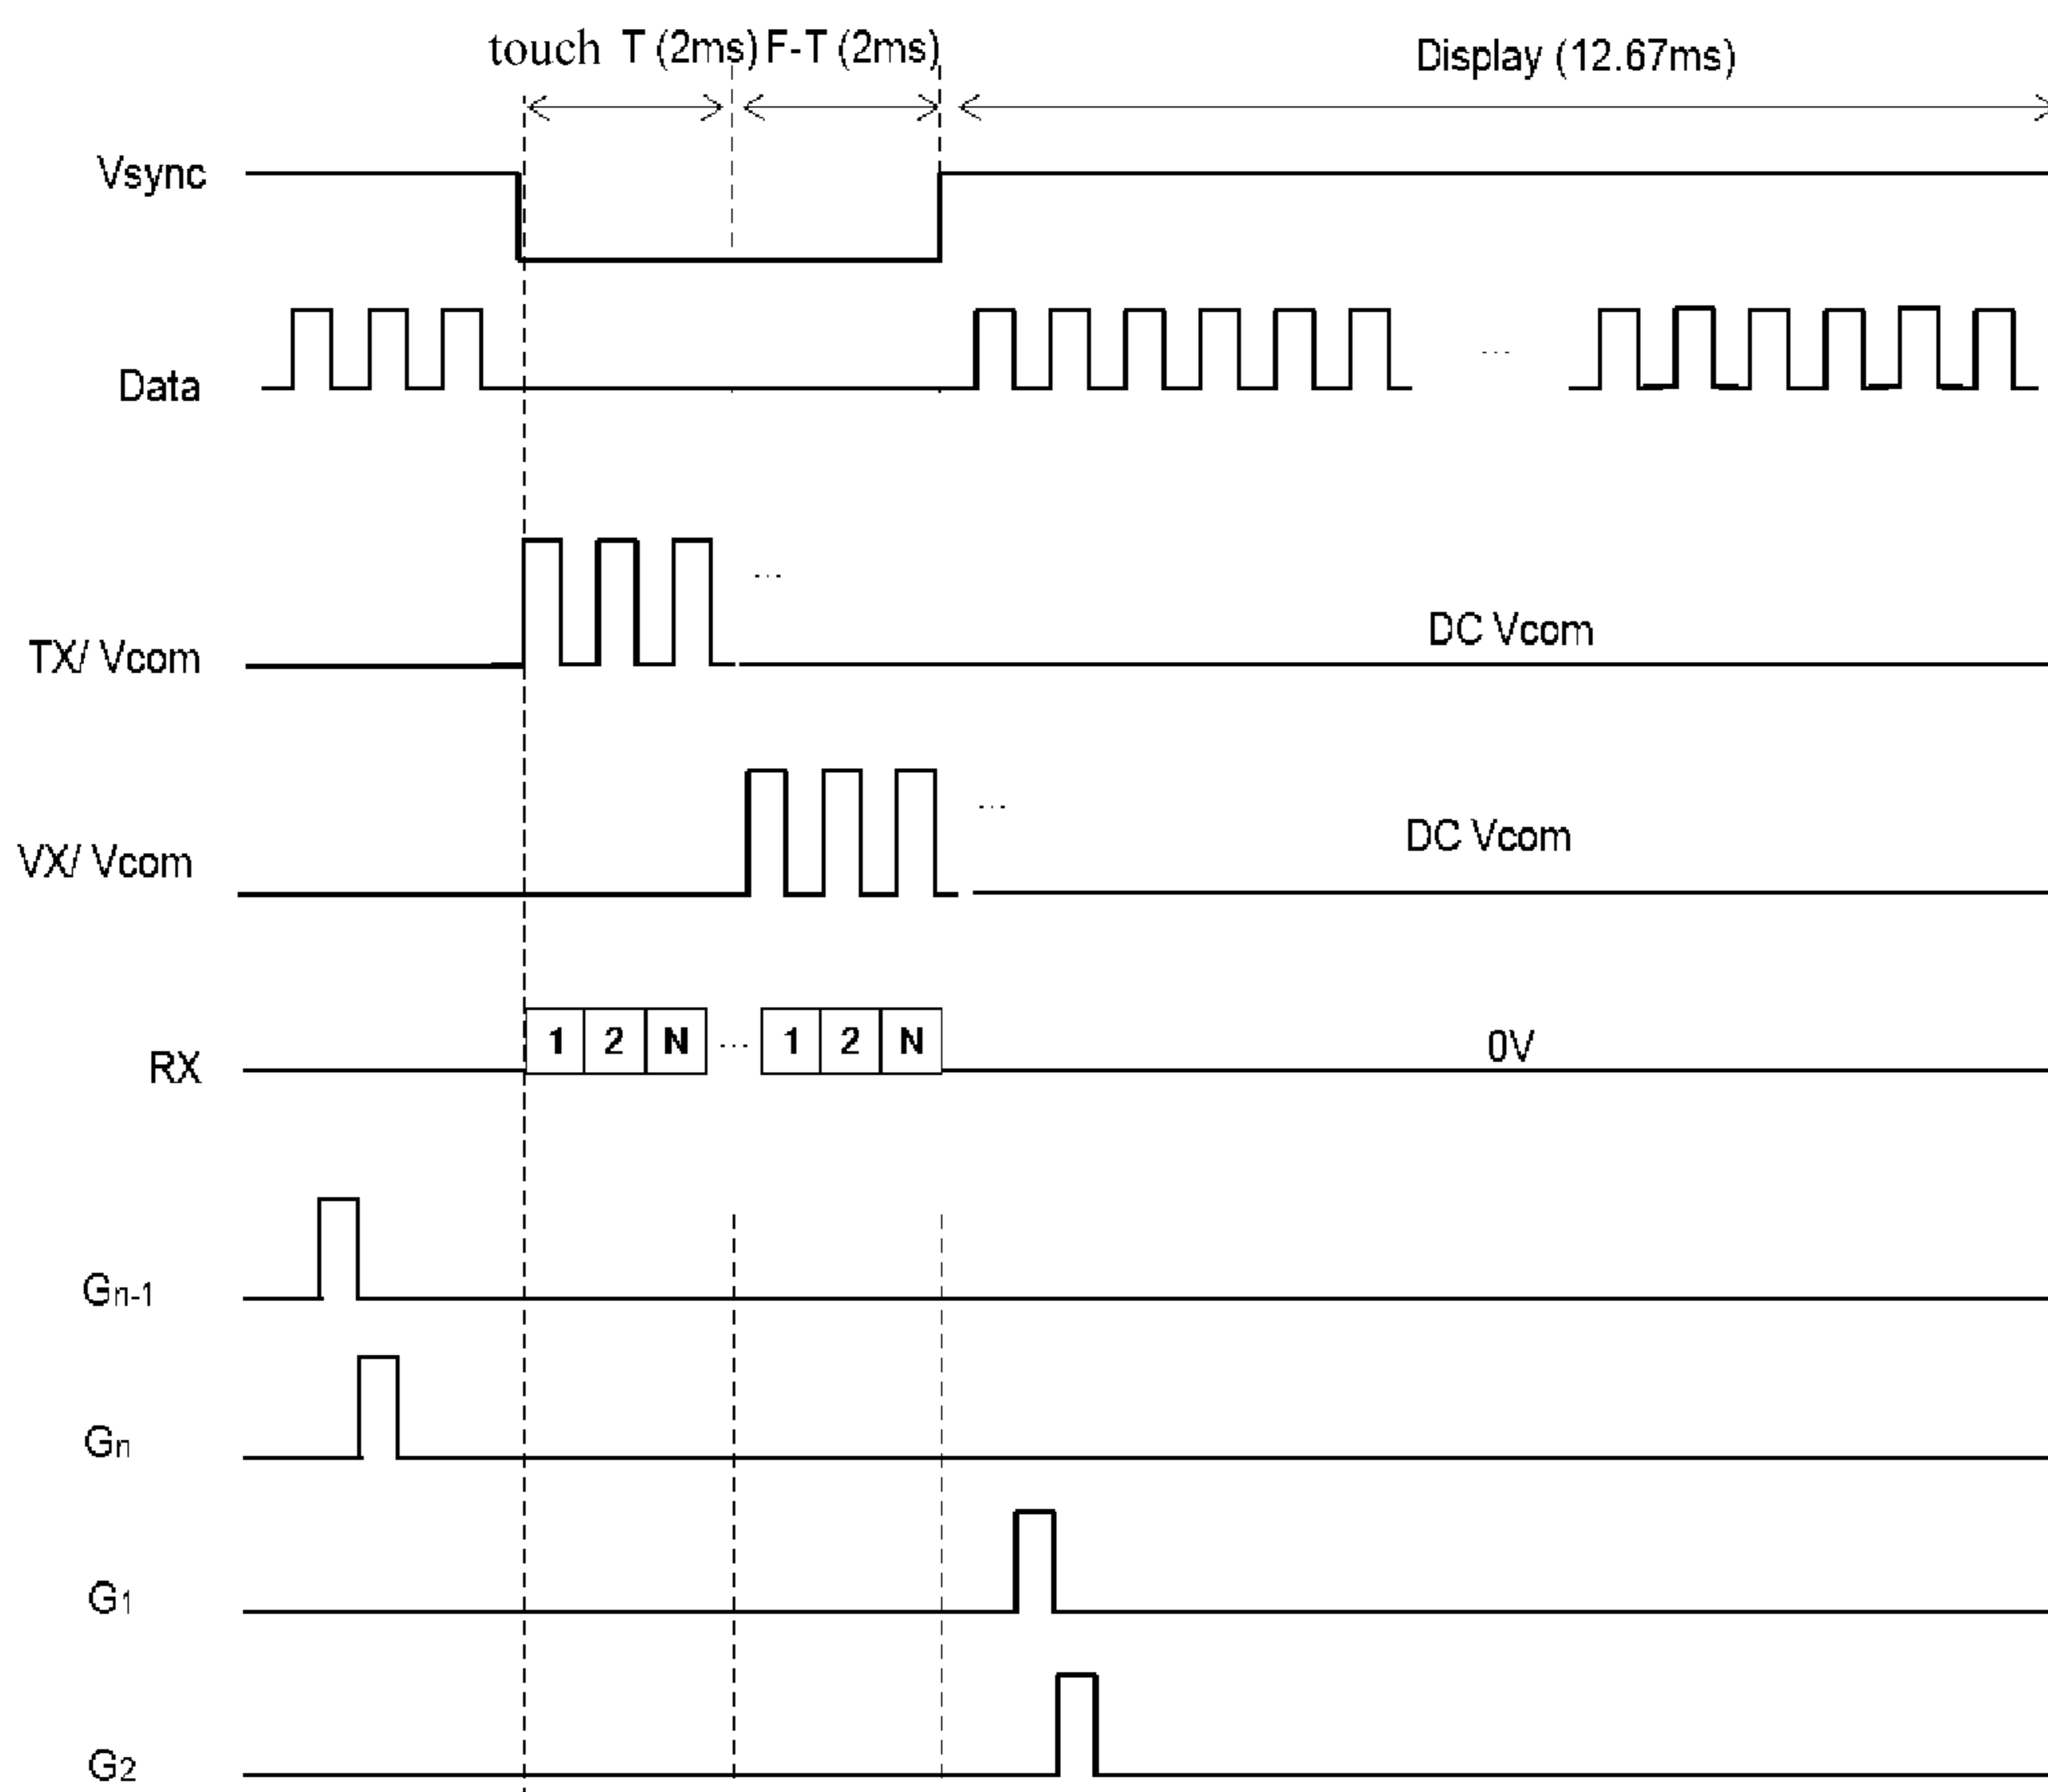 touch T (2ms) F-T (2ms) Display (12.67ms)
Vsync
Data
...
...
TX/ Vcom
DC Vcom
...
VX/ Vcom
DC Vcom
RX
1 2 N ... 1 2 N
0V
Gn-1
Gn
G1
G2